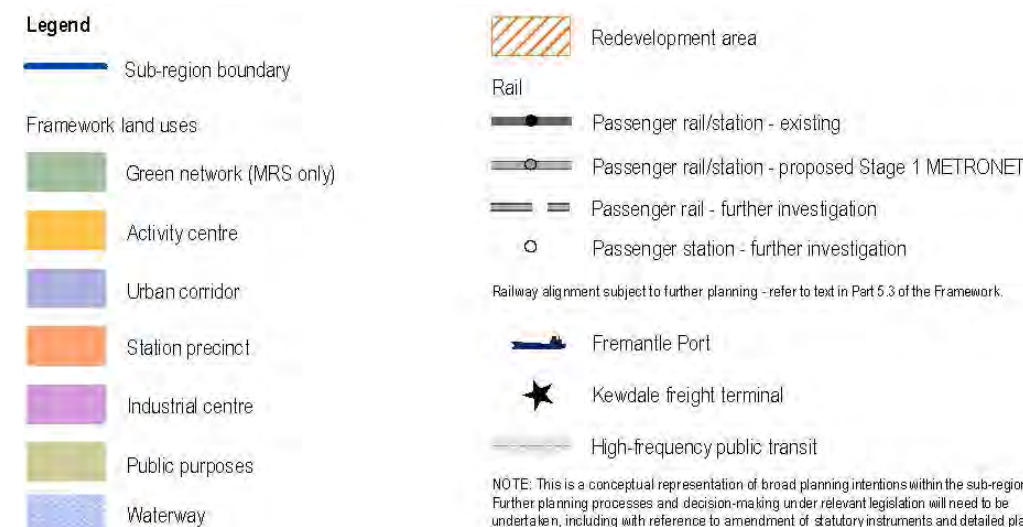 Legend
Sub-region boundary
Framework land uses
Green network (MRS only)
Activity centre
Urban corridor
Station precinct
Industrial centre
Public purposes
Waterway
Redevelopment area
Rail
Passenger rail/station - existing
Passenger rail/station - proposed Stage 1 METRONET
Passenger rail - further investigation
Passenger station - further investigation
Railway alignment subject to further planning - refer to text in Part 5.3 of the Framework.
Fremantle Port
Kewdale freight terminal
High-frequency public transit
NOTE: This is a conceptual representation of broad planning intentions within the sub-region
Further planning processes and decision-making under relevant legislation will need to be
undertaken, including with reference to amendment of statutory instruments and detailed